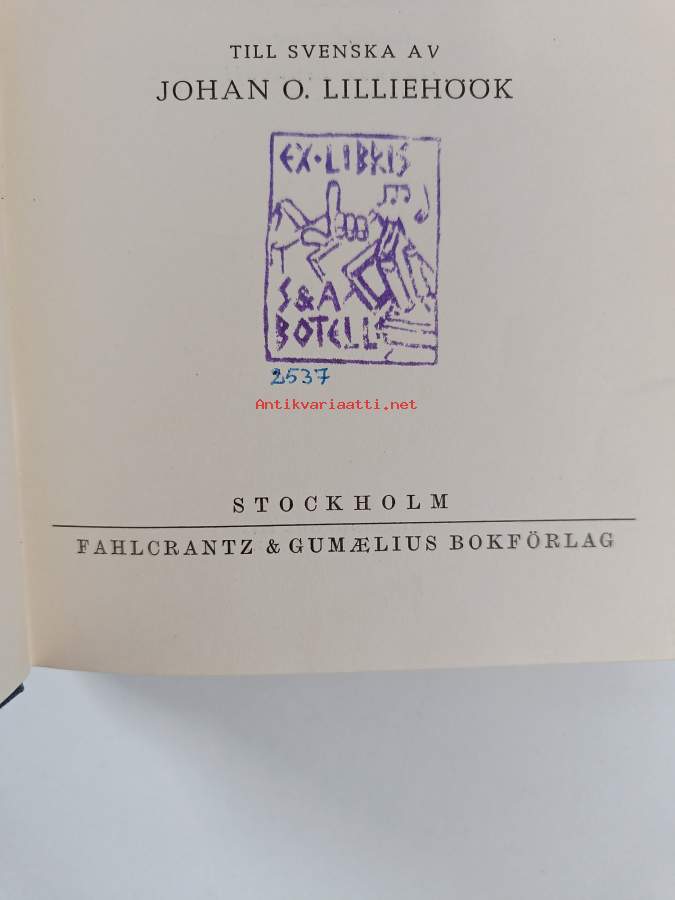 TILL SVENSKA AV
JOHAN O. LILLIEHÖÖK
EX·LIBRIS
S & A
BOTELL
2537
Antikvariaatti.net
STOCKHOLM
FAHLCRANTZ & GUMÆLIUS BOKFÖRLAG